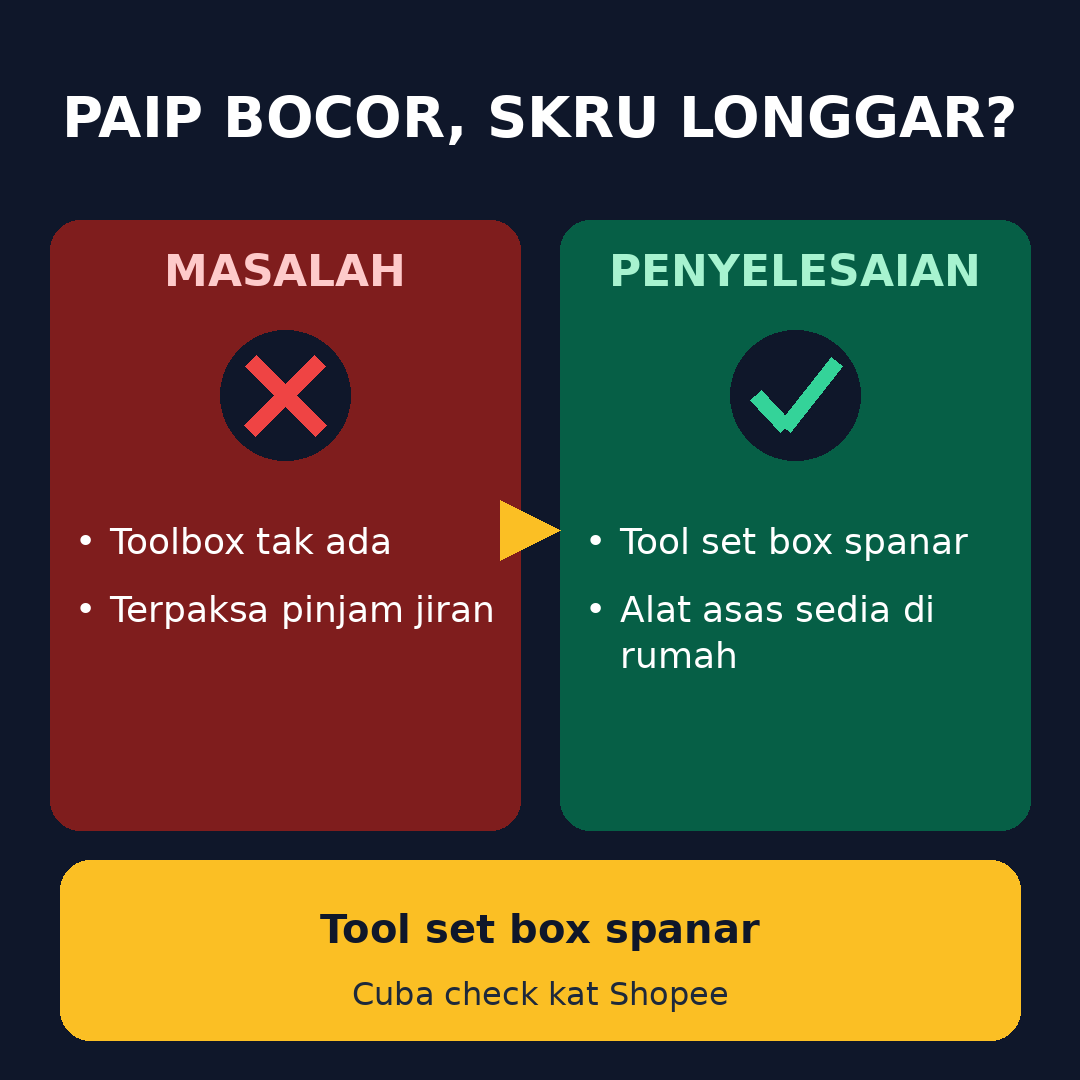 PAIP BOCOR, SKRU LONGGAR?
MASALAH
• Toolbox tak ada
• Terpaksa pinjam jiran
PENYELESAIAN
• Tool set box spanar
• Alat asas sedia di
rumah
Tool set box spanar
Cuba check kat Shopee